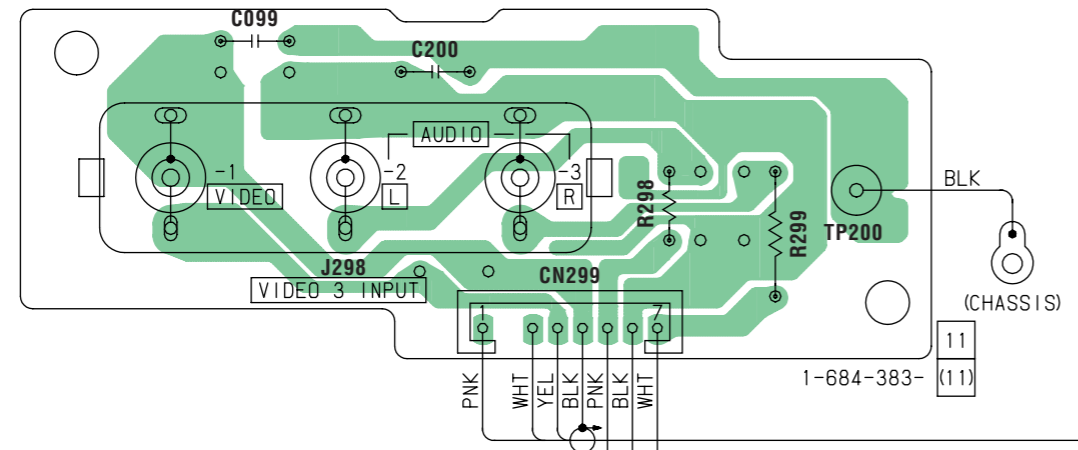 C099
C200
AUDIO
-1
-2
-3
VIDEO
L
R
R298
R299
TP200
BLK
(CHASSIS)
J298
CN299
VIDEO 3 INPUT
1
7
11
1-684-383- (11)
PNK
WHT
YEL
BLK
PNK
BLK
WHT